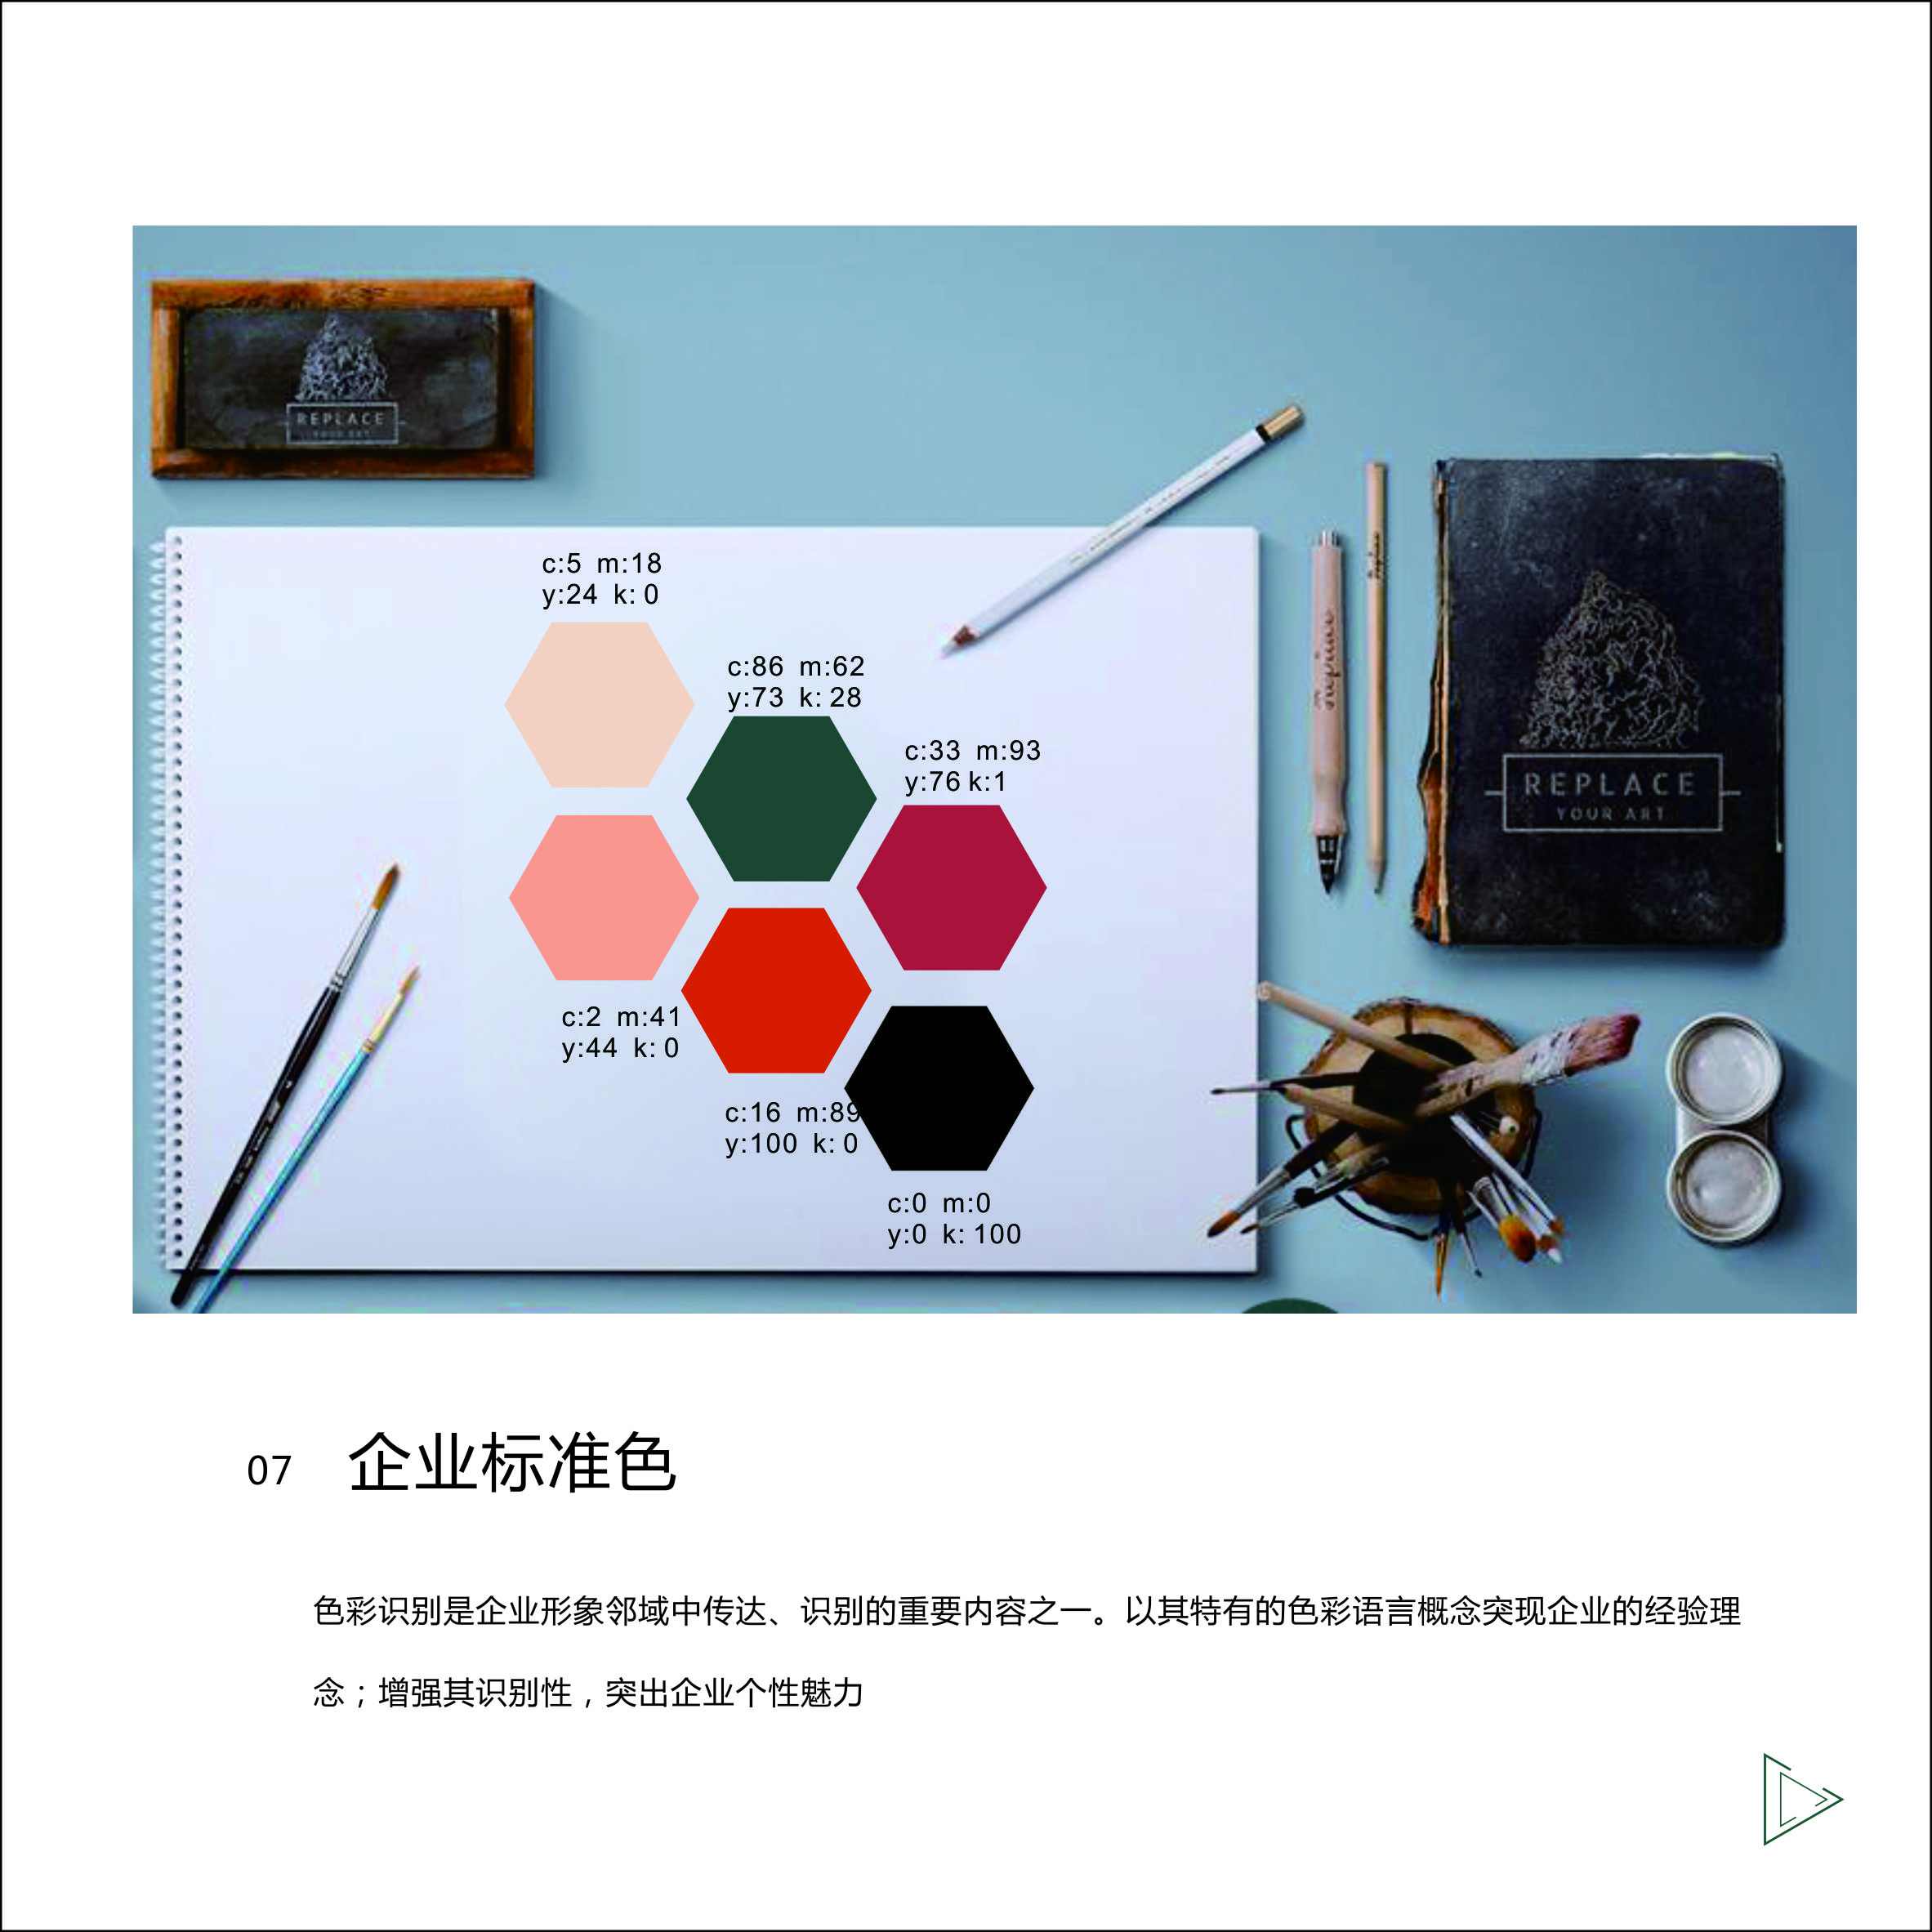 REPLACE
YOUR ART
c:5 m:18
y:24 k: 0
c:86 m:62
y:73 k: 28
c:33 m:93
y:76 k:1
Replace
REPLACE
YOUR ART
c:2 m:41
y:44 k: 0
c:16 m:89
y:100 k: 0
c:0 m:0
y:0 k: 100
07 企业标准色
色彩识别是企业形象邻域中传达、识别的重要内容之一。以其特有的色彩语言概念突现企业的经验理
念；增强其识别性，突出企业个性魅力